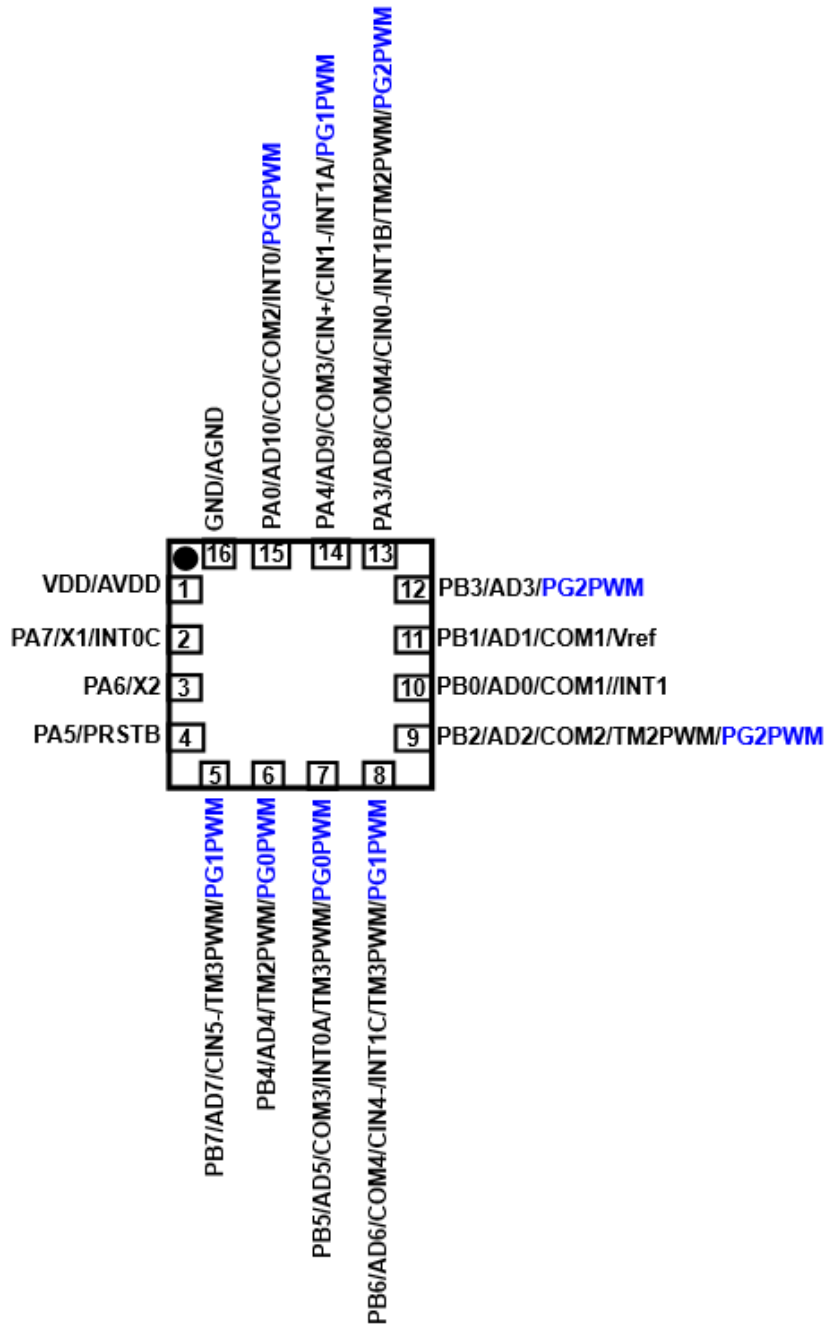 PA3/AD8/COM4/CIN0-/INT1B/TM2PWM/PG2PWM
PA4/AD9/COM3/CIN+/CIN1-/INT1A/PG1PWM
PA0/AD10/CO/COM2/INT0/PG0PWM
GND/AGND
16
15
14
13
VDD/AVDD
1
12
PB3/AD3/PG2PWM
PA7/X1/INT0C
2
11
PB1/AD1/COM1/Vref
PA6/X2
3
10
PB0/AD0/COM1//INT1
PA5/PRSTB
4
9
PB2/AD2/COM2/TM2PWM/PG2PWM
5
6
7
8
PB7/AD7/CIN5-/TM3PWM/PG1PWM
PB4/AD4/TM2PWM/PG0PWM
PB5/AD5/COM3/INT0A/TM3PWM/PG0PWM
PB6/AD6/COM4/CIN4-/INT1C/TM3PWM/PG1PWM